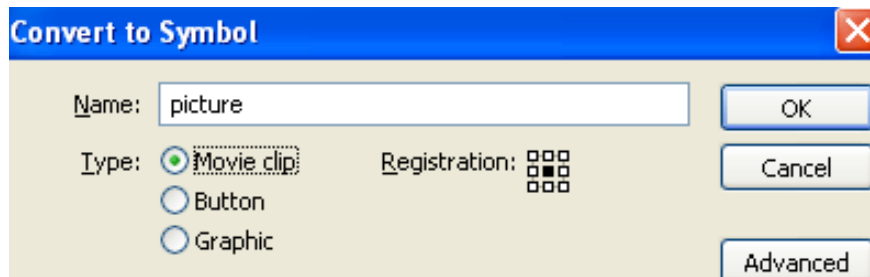 Convert to Symbol
Name: picture OK
Type: Movie clip Registration: Cancel
Button
Graphic
Advanced